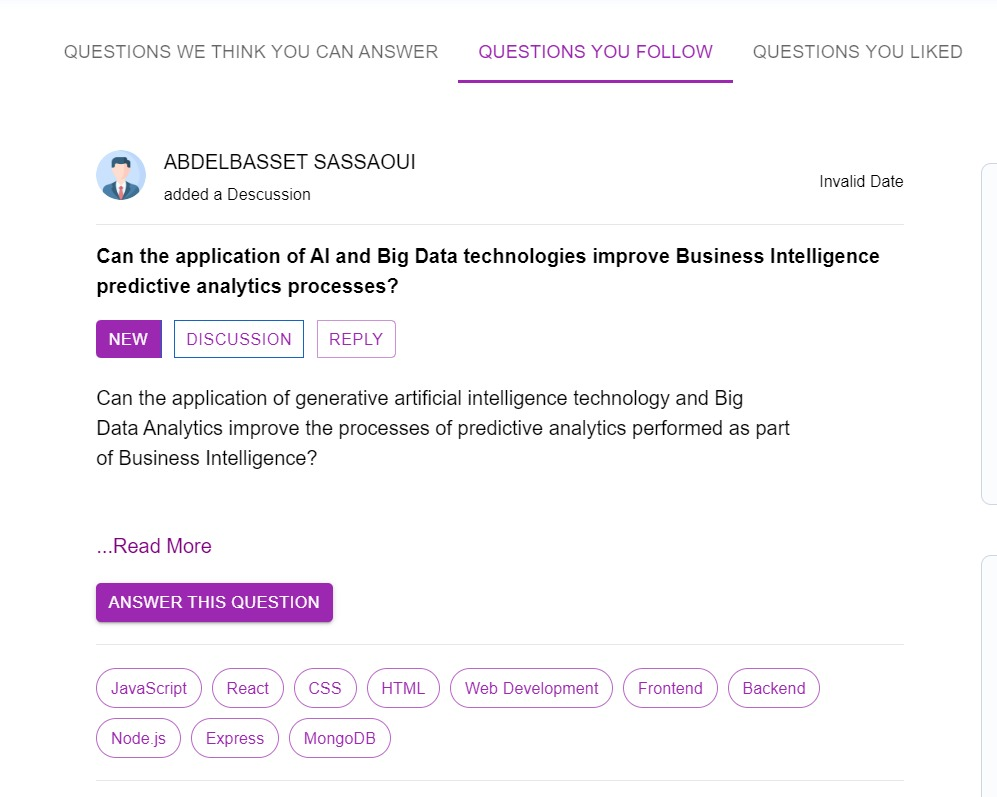 QUESTIONS WE THINK YOU CAN ANSWER QUESTIONS YOU FOLLOW QUESTIONS YOU LIKED
ABDELBASSET SASSAOUI
added a Descussion
Invalid Date
Can the application of AI and Big Data technologies improve Business Intelligence
predictive analytics processes?
NEW DISCUSSION REPLY
Can the application of generative artificial intelligence technology and Big
Data Analytics improve the processes of predictive analytics performed as part
of Business Intelligence?
...Read More
ANSWER THIS QUESTION
JavaScript React CSS HTML Web Development Frontend Backend
Node.js Express MongoDB